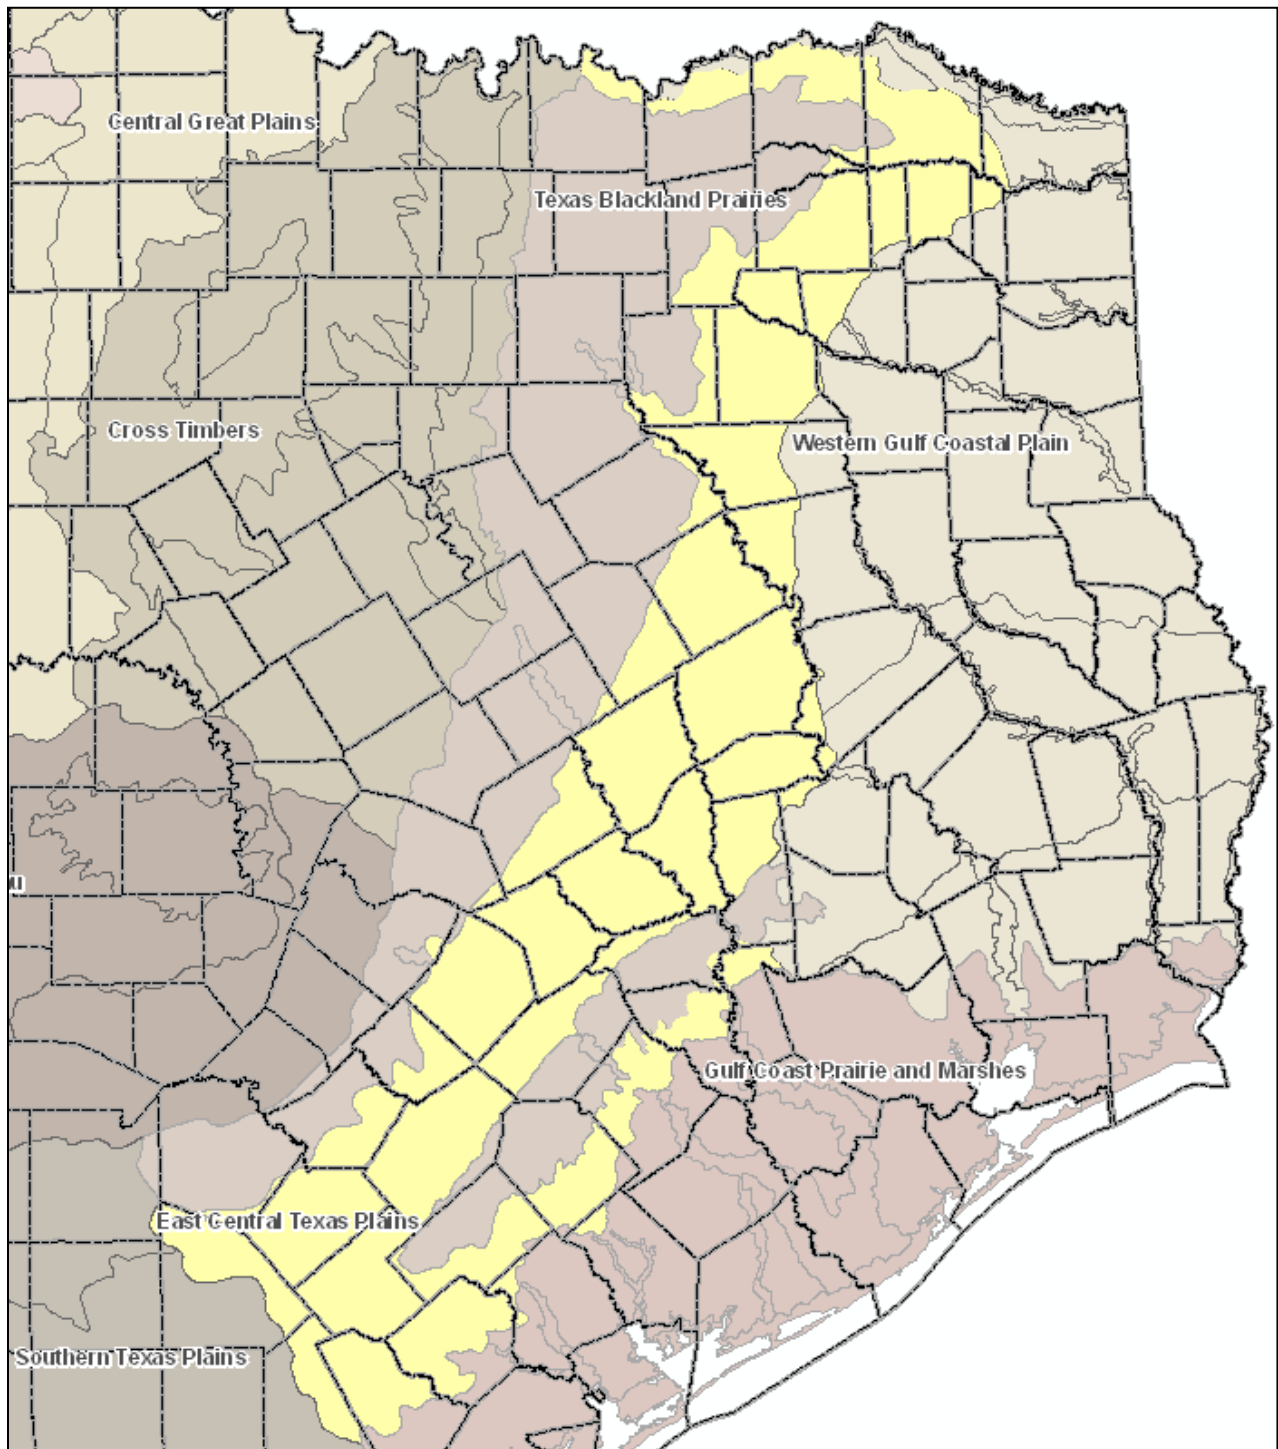 Central Great Plains
Texas Blackland Prairies
Cross Timbers
Western Gulf Coastal Plain
u
Gulf Coast Prairie and Marshes
East Central Texas Plains
Southern Texas Plains